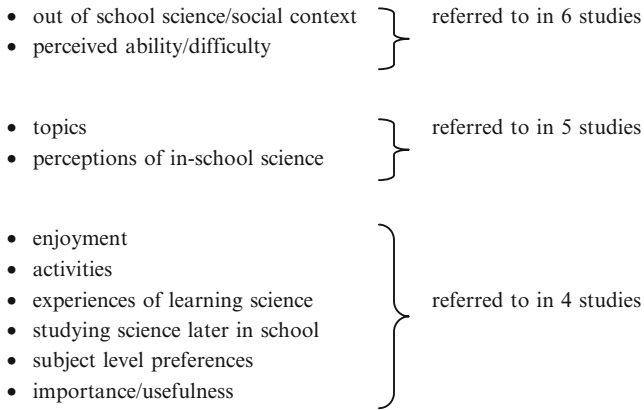 • out of school science/social context referred to in 6 studies
• perceived ability/difficulty
• topics referred to in 5 studies
• perceptions of in-school science
• enjoyment
• activities
• experiences of learning science referred to in 4 studies
• studying science later in school
• subject level preferences
• importance/usefulness